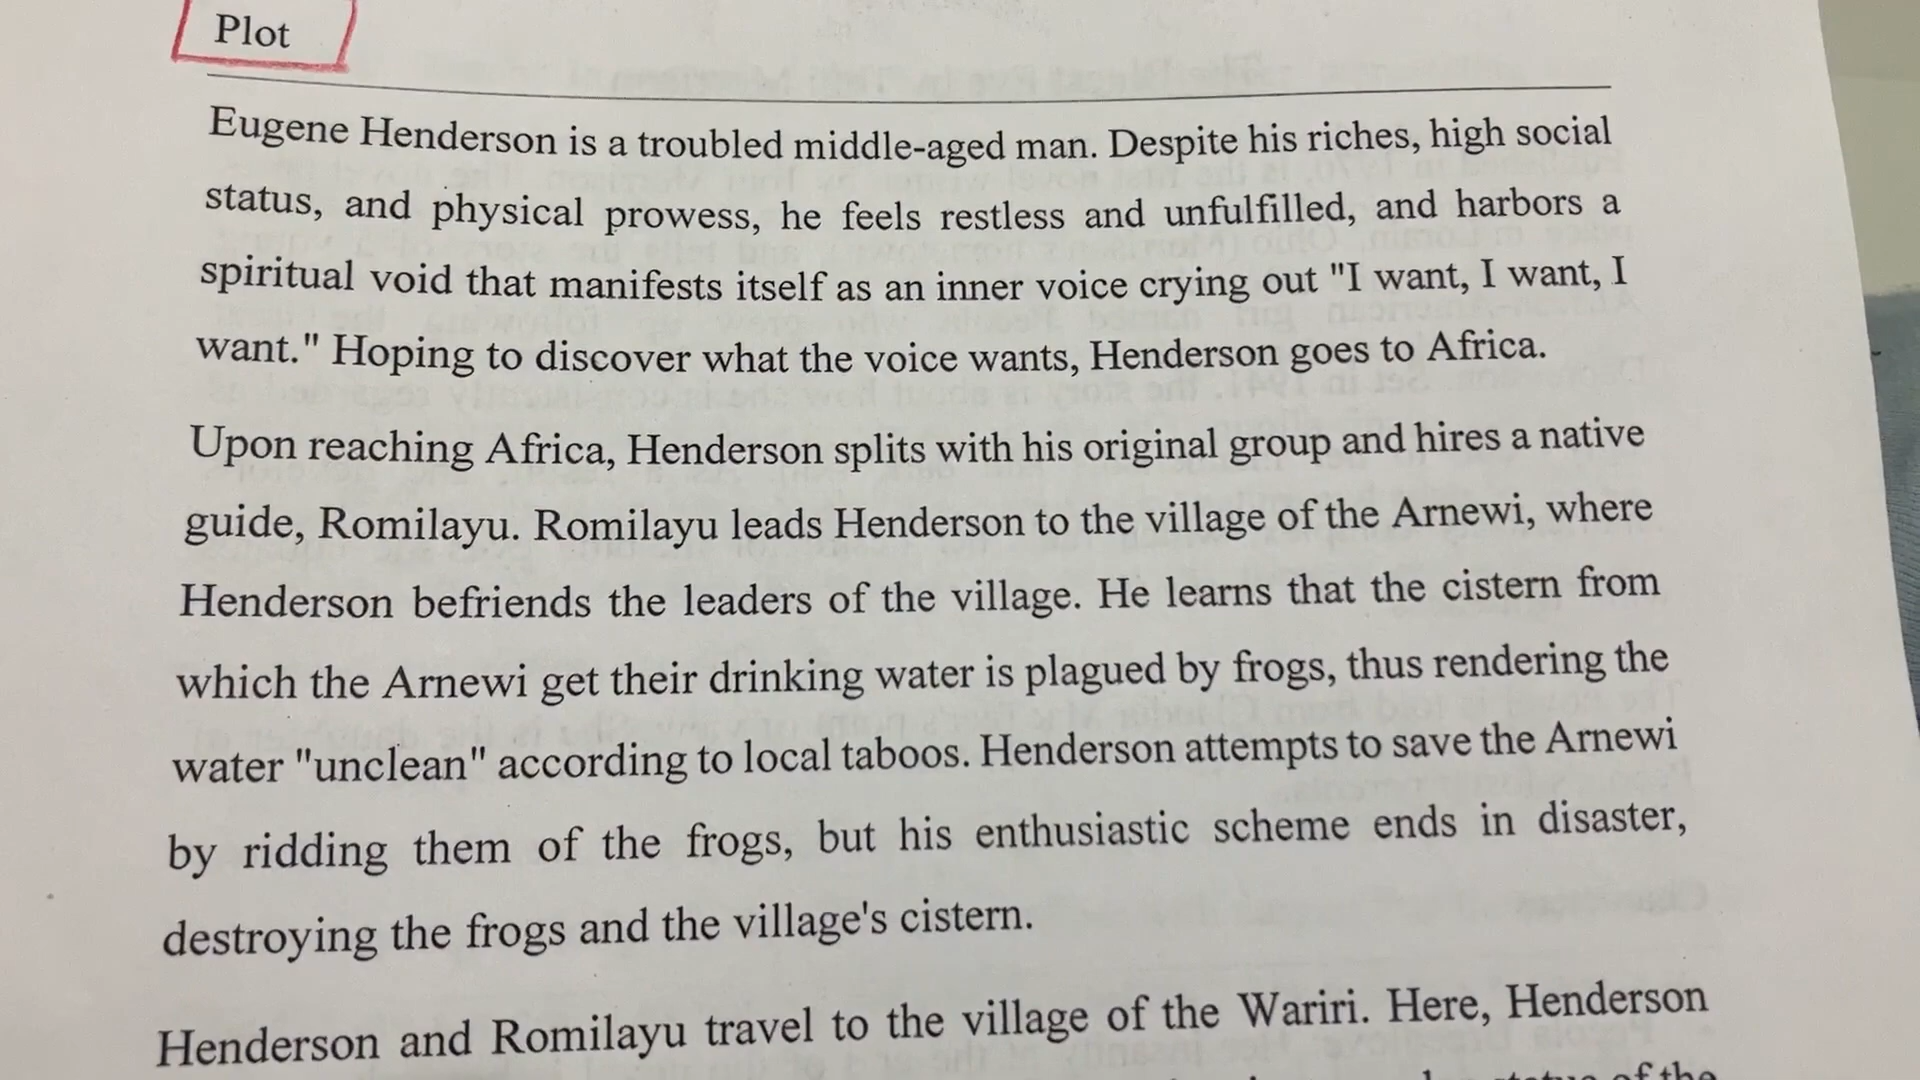 Plot
Eugene Henderson is a troubled middle-aged man. Despite his riches, high social
status, and physical prowess, he feels restless and unfulfilled, and harbors a
spiritual void that manifests itself as an inner voice crying out "I want, I want, I
want." Hoping to discover what the voice wants, Henderson goes to Africa.
Upon reaching Africa, Henderson splits with his original group and hires a native
guide, Romilayu. Romilayu leads Henderson to the village of the Arnewi, where
Henderson befriends the leaders of the village. He learns that the cistern from
which the Arnewi get their drinking water is plagued by frogs, thus rendering the
water "unclean" according to local taboos. Henderson attempts to save the Arnewi
by ridding them of the frogs, but his enthusiastic scheme ends in disaster,
destroying the frogs and the village's cistern.
Henderson and Romilayu travel to the village of the Wariri. Here, Henderson
of the